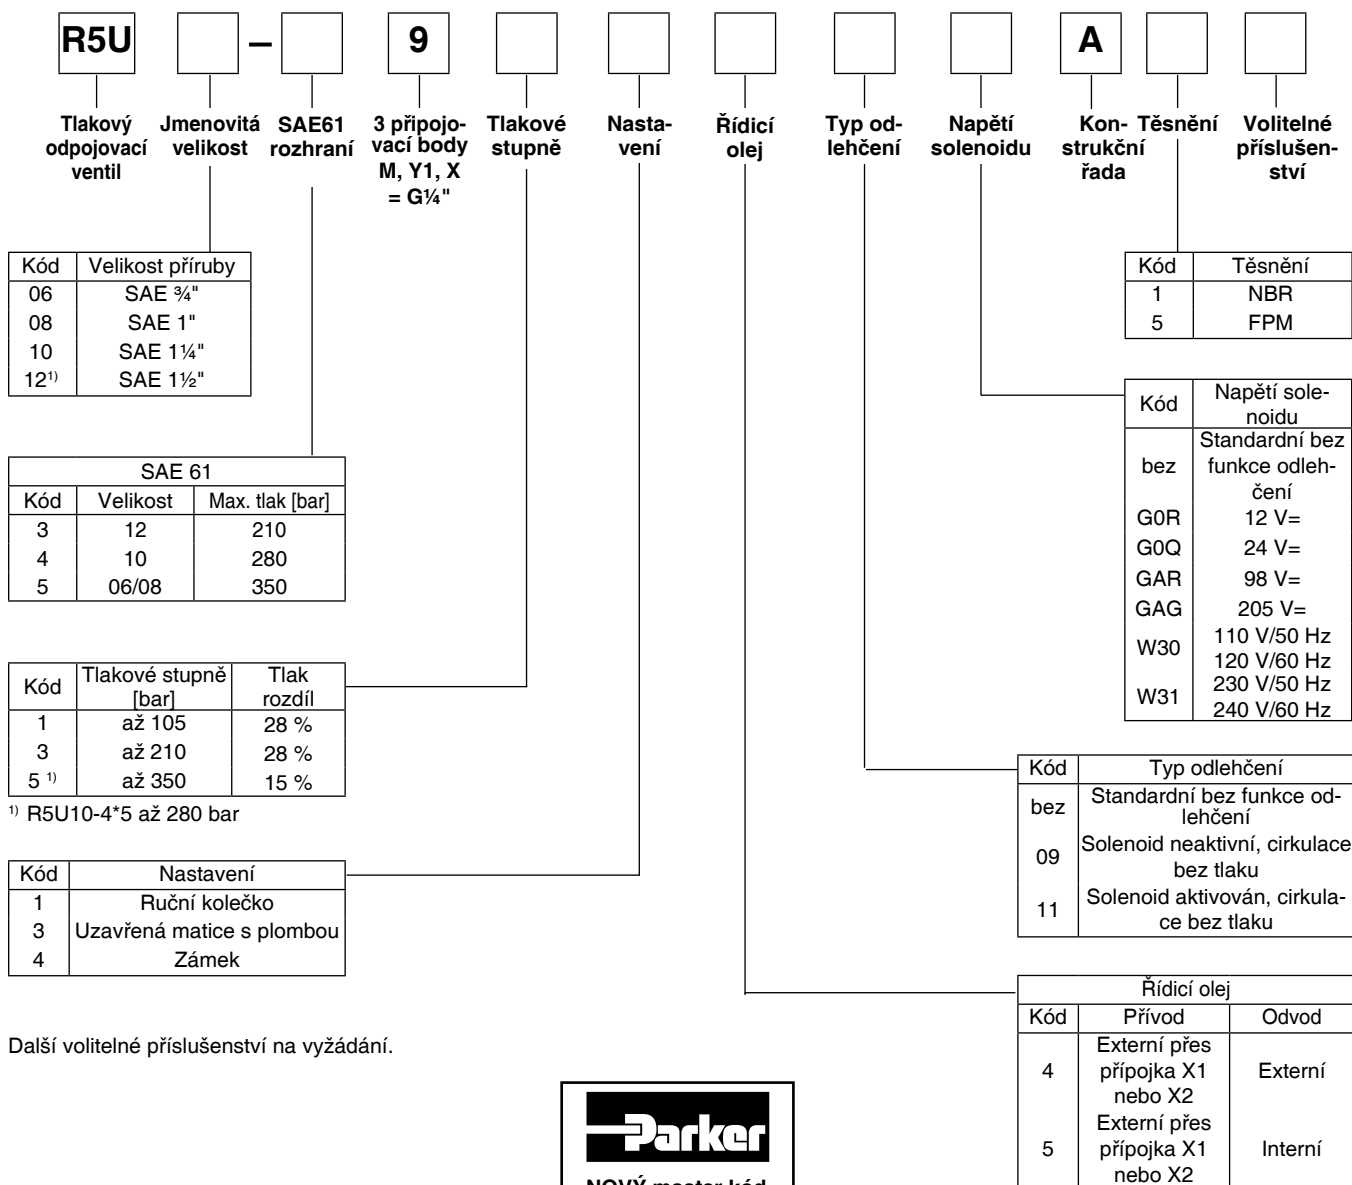 R5U – 9 A
Tlakový odpojovací ventil
Jmenovitá velikost
SAE61 rozhraní
3 připojo-
vací body
M, Y1, X
= G¼"
Tlakové stupně
Nasta-
vení
Řídicí olej
Typ od-
lehčení
Napětí solenoidu
Kon-
strukční
řada
Těsnění
Volitelné
příslušen-
ství
Kód Velikost příruby
06 SAE ¾"
08 SAE 1"
10 SAE 1¼"
12¹⁾ SAE 1½"
SAE 61
Kód Velikost Max. tlak [bar]
3 12 210
4 10 280
5 06/08 350
Kód Tlakové stupně [bar] Tlak rozdíl
1 až 105 28 %
3 až 210 28 %
5 ¹⁾ až 350 15 %
¹⁾ R5U10-4*5 až 280 bar
Kód Nastavení
1 Ruční kolečko
3 Uzavřená matice s plombou
4 Zámek
Další volitelné příslušenství na vyžádání.
Kód Těsnění
1 NBR
5 FPM
Kód Napětí sole-
noidu
bez Standardní bez
funkce odleh-
čení
G0R 12 V=
G0Q 24 V=
GAR 98 V=
GAG 205 V=
W30 110 V/50 Hz
120 V/60 Hz
W31 230 V/50 Hz
240 V/60 Hz
Kód Typ odlehčení
bez Standardní bez funkce od-
lehčení
09 Solenoid neaktivní, cirkulace
bez tlaku
11 Solenoid aktivován, cirkula-
ce bez tlaku
Řídicí olej
Kód Přívod Odvod
4 Externí přes
přípojka X1
nebo X2 Externí
5 Externí přes
přípojka X1
nebo X2 Interní
Parker
NOVÝ master kód